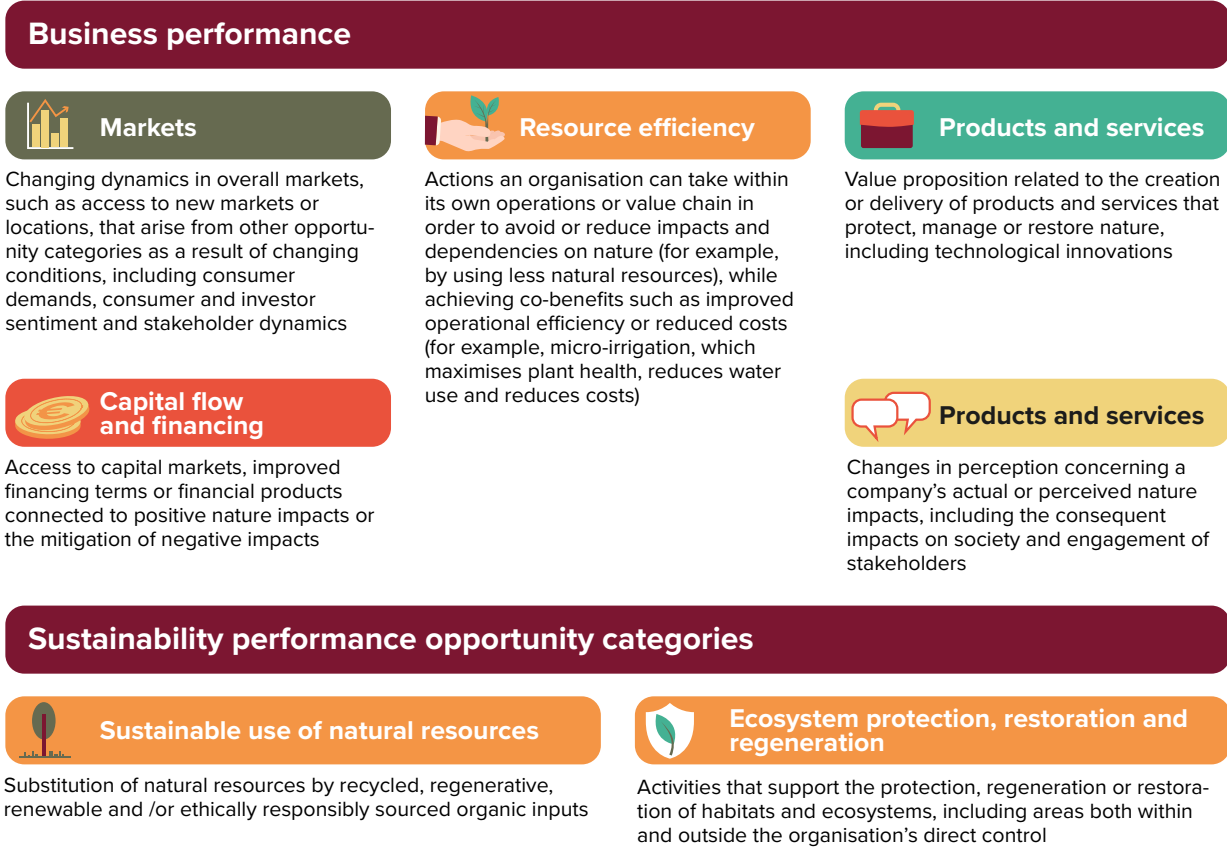 Business performance
Markets
Changing dynamics in overall markets,
such as access to new markets or
locations, that arise from other opportu-
nity categories as a result of changing
conditions, including consumer
demands, consumer and investor
sentiment and stakeholder dynamics
Resource efficiency
Actions an organisation can take within
its own operations or value chain in
order to avoid or reduce impacts and
dependencies on nature (for example,
by using less natural resources), while
achieving co-benefits such as improved
operational efficiency or reduced costs
(for example, micro-irrigation, which
maximises plant health, reduces water
use and reduces costs)
Products and services
Value proposition related to the creation
or delivery of products and services that
protect, manage or restore nature,
including technological innovations
Capital flow
and financing
Access to capital markets, improved
financing terms or financial products
connected to positive nature impacts or
the mitigation of negative impacts
Products and services
Changes in perception concerning a
company’s actual or perceived nature
impacts, including the consequent
impacts on society and engagement of
stakeholders
Sustainability performance opportunity categories
Sustainable use of natural resources
Substitution of natural resources by recycled, regenerative,
renewable and /or ethically responsibly sourced organic inputs
Ecosystem protection, restoration and
regeneration
Activities that support the protection, regeneration or restora-
tion of habitats and ecosystems, including areas both within
and outside the organisation’s direct control